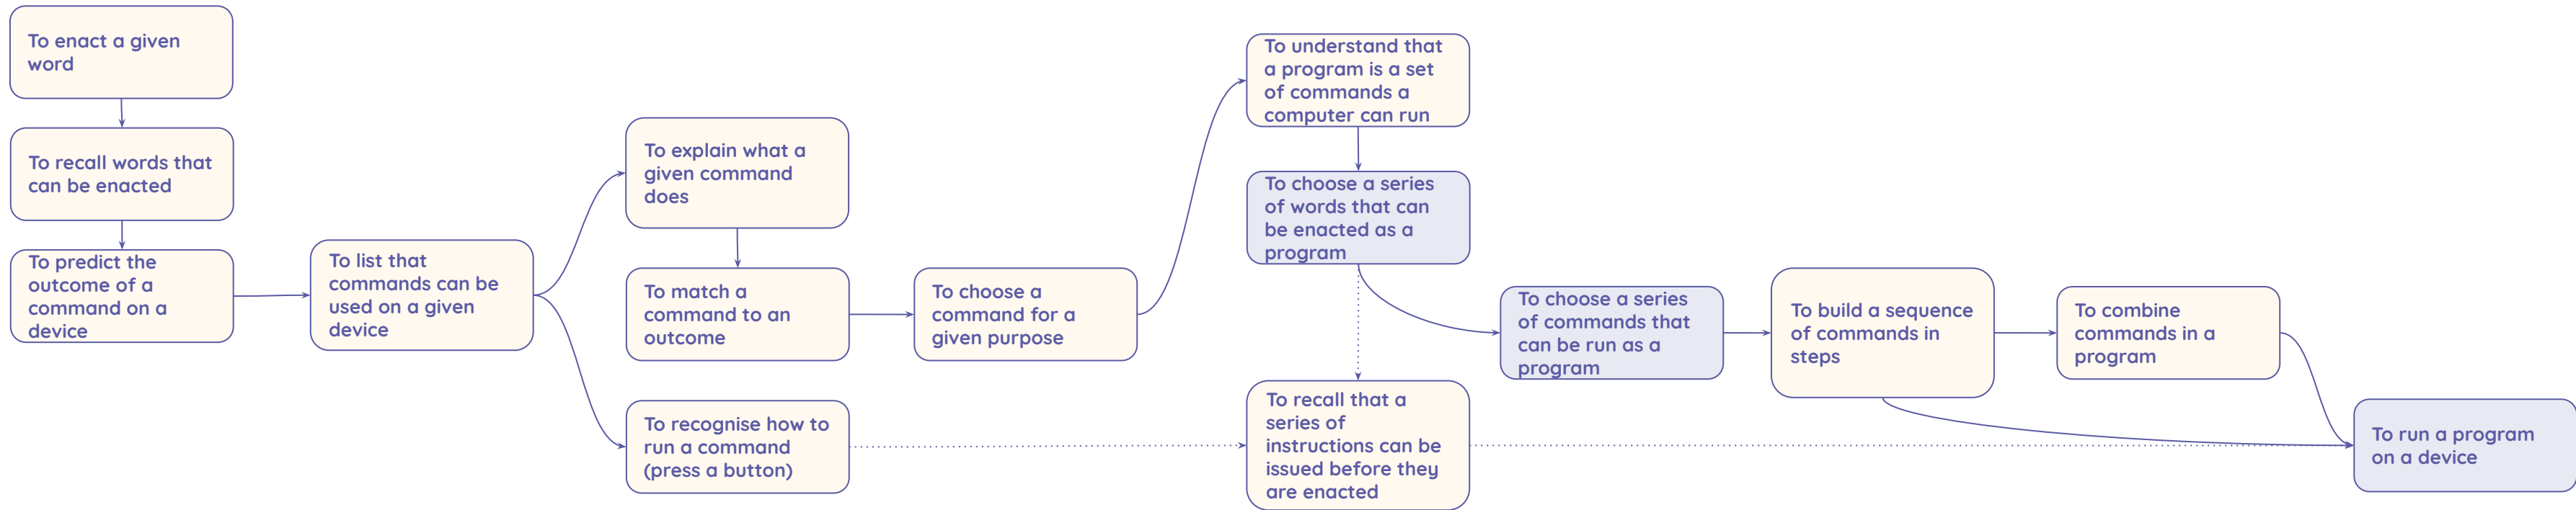 To enact a given
word
To recall words that
can be enacted
To predict the
outcome of a
command on a
device
To list that
commands can be
used on a given
device
To explain what a
given command
does
To match a
command to an
outcome
To recognise how to
run a command
(press a button)
To choose a
command for a
given purpose
To understand that
a program is a set
of commands a
computer can run
To choose a series
of words that can
be enacted as a
program
To recall that a
series of
instructions can be
issued before they
are enacted
To choose a series
of commands that
can be run as a
program
To build a sequence
of commands in
steps
To combine
commands in a
program
To run a program
on a device